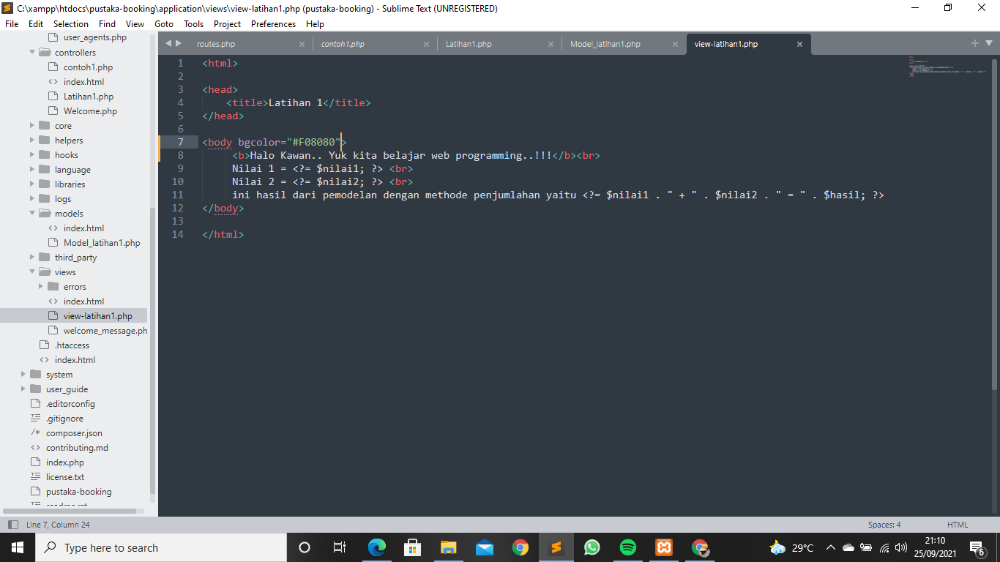 C:\xampp\htdocs\pustaka-booking\application\views\view-latihan1.php (pustaka-booking) - Sublime Text (UNREGISTERED)
File Edit Selection Find View Goto Tools Project Preferences Help
user_agents.php
controllers
contoh1.php
<> index.html
Latihan1.php
Welcome.php
core
helpers
hooks
language
libraries
logs
models
<> index.html
Model_latihan1.php
third_party
views
errors
<> index.html
view-latihan1.php
welcome_message.ph
.htaccess
<> index.html
system
user_guide
.editorconfig
.gitignore
/* composer.json
<> contributing.md
index.php
license.txt
pustaka-booking
readme.rst
routes.php × contoh1.php × Latihan1.php × Model_latihan1.php × view-latihan1.php × +
1 <html>
2
3 <head>
4 <title>Latihan 1</title>
5 </head>
6
7 <body bgcolor="#F08080">
8 <b>Halo Kawan.. Yuk kita belajar web programming..!!!</b><br>
9 Nilai 1 = <?= $nilai1; ?> <br>
10 Nilai 2 = <?= $nilai2; ?> <br>
11 ini hasil dari pemodelan dengan methode penjumlahan yaitu <?= $nilai1 . " + " . $nilai2 . " = " . $hasil; ?>
12 </body>
13
14 </html>
Line 7, Column 24 Spaces: 4 HTML
Type here to search 29°C 21:10
25/09/2021 6